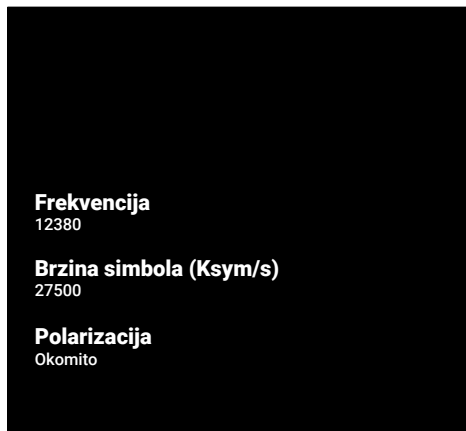 Frekvencija
12380
Brzina simbola (Ksym/s)
27500
Polarizacija
Okomito